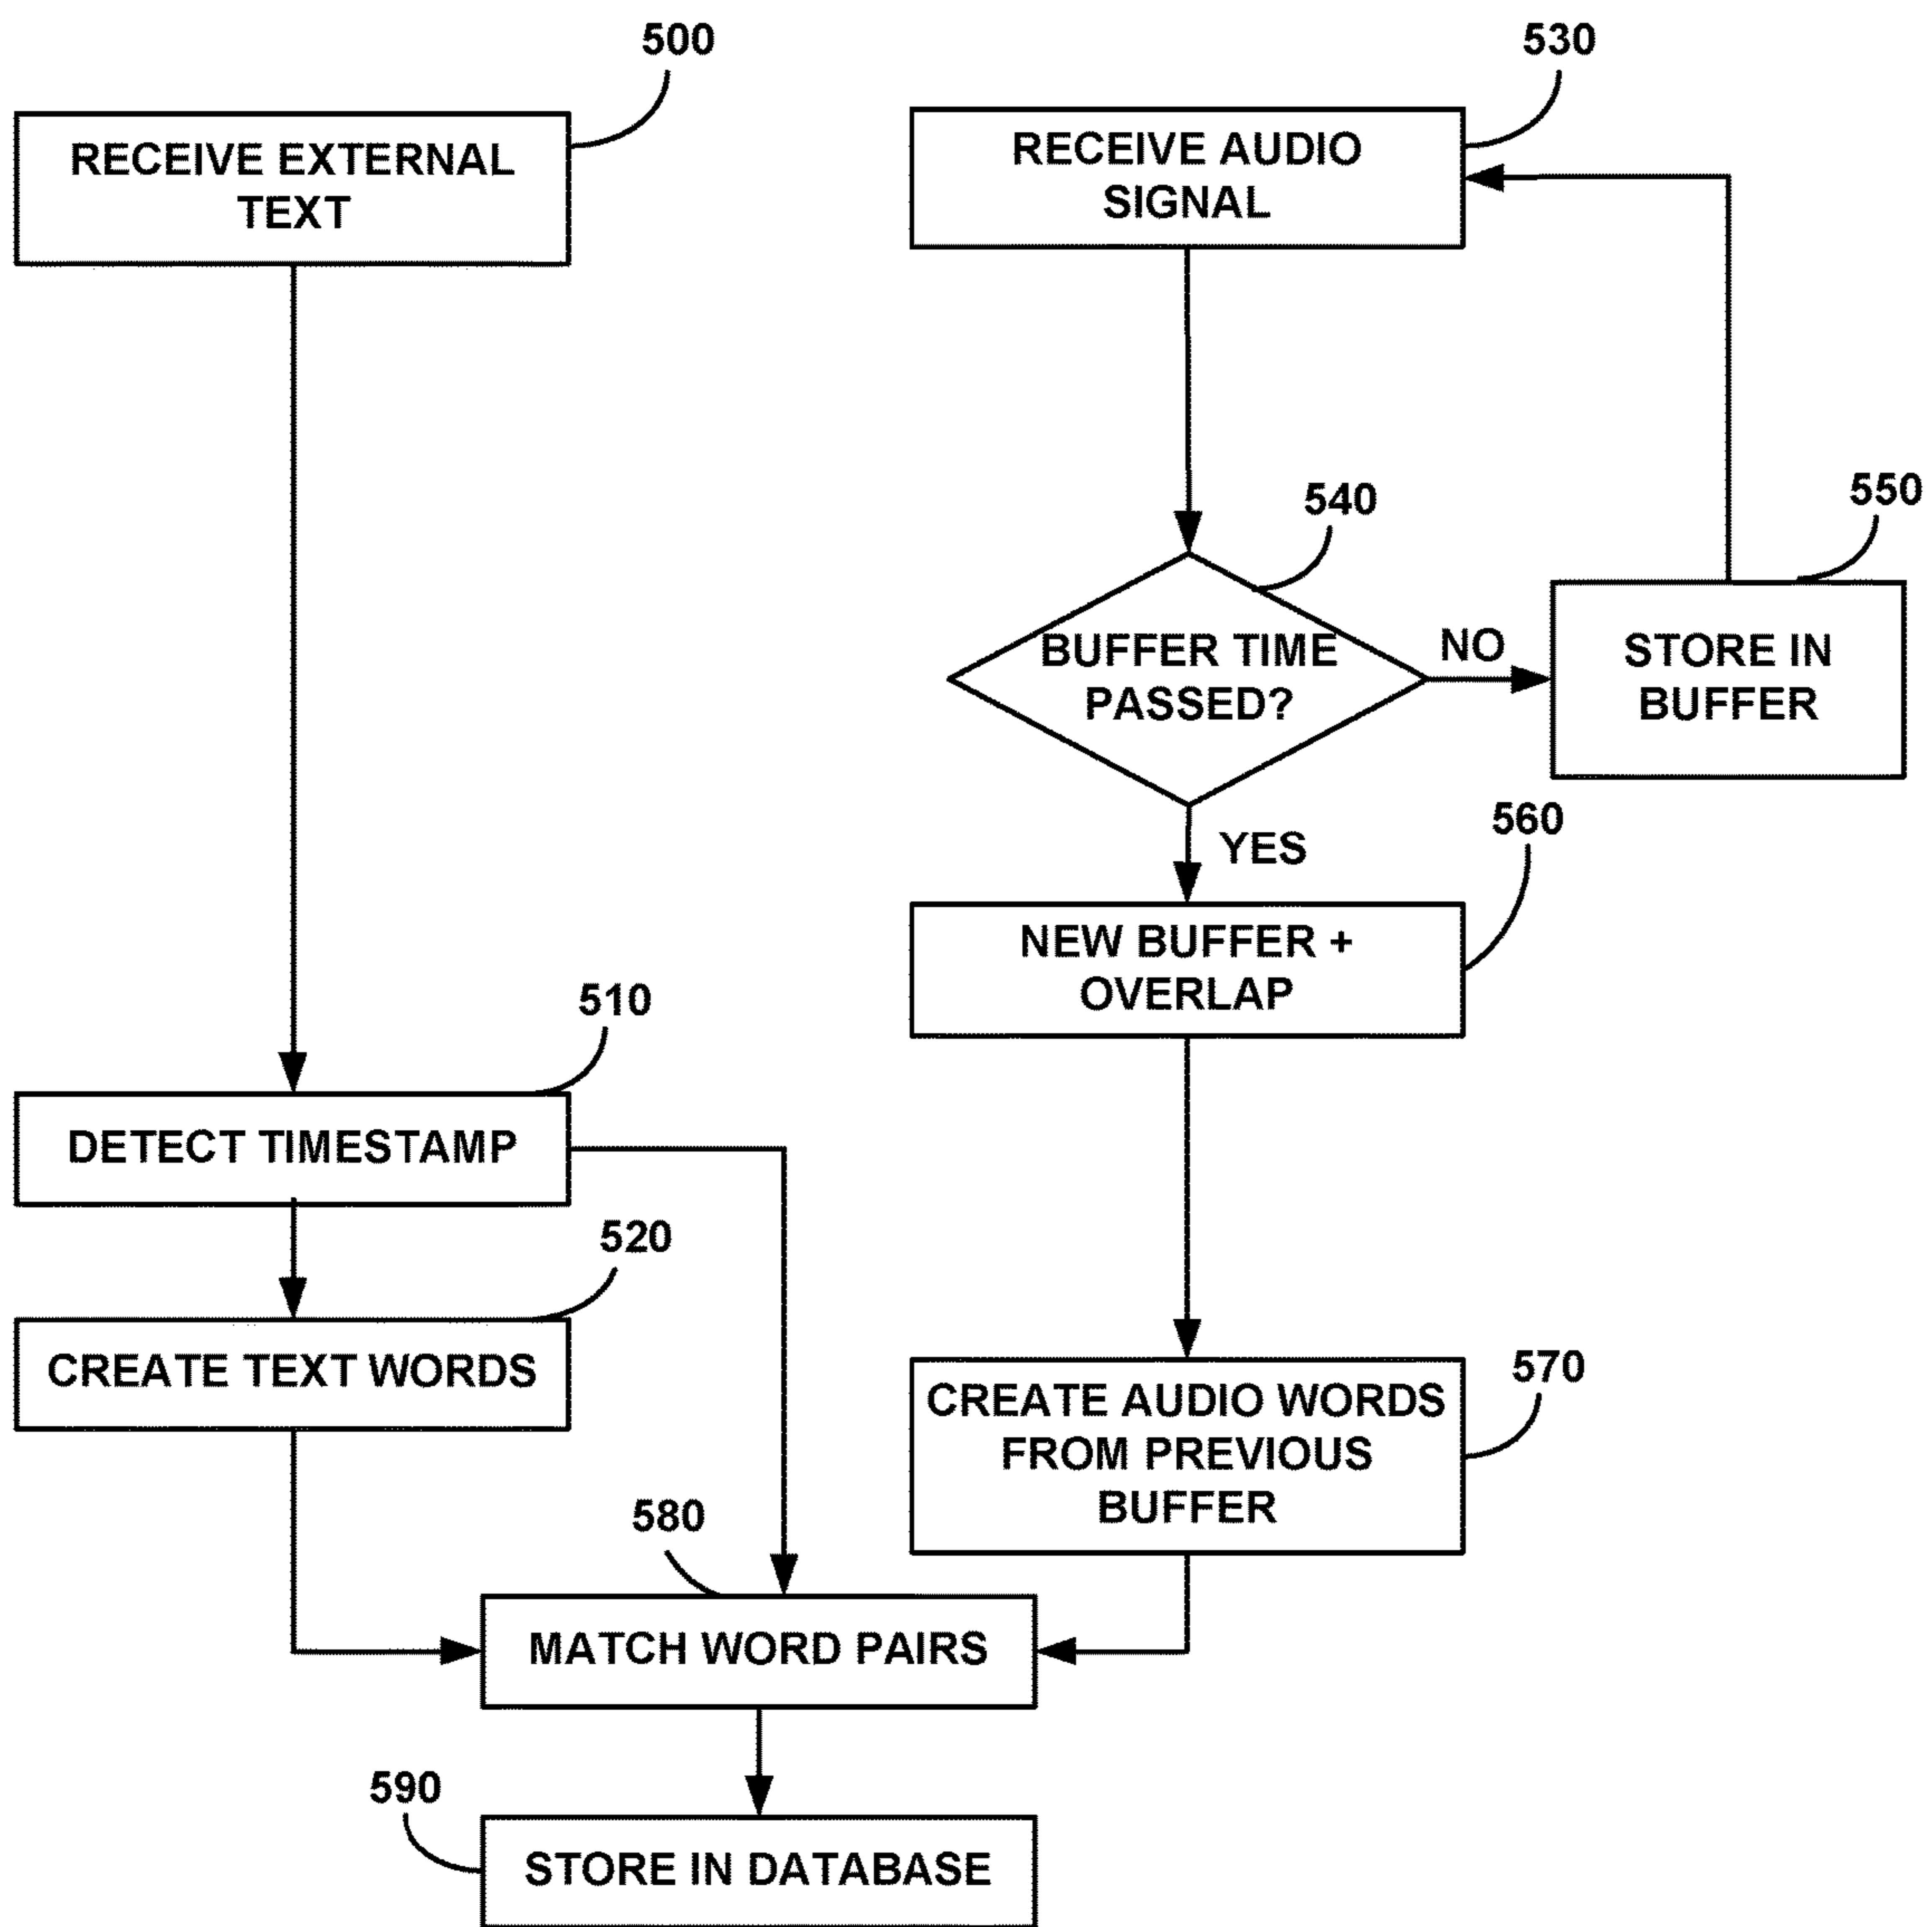 500
RECEIVE EXTERNAL
TEXT
530
RECEIVE AUDIO
SIGNAL
540
BUFFER TIME
PASSED?
NO
550
STORE IN
BUFFER
YES
560
NEW BUFFER +
OVERLAP
510
DETECT TIMESTAMP
520
CREATE TEXT WORDS
570
CREATE AUDIO WORDS
FROM PREVIOUS
BUFFER
580
MATCH WORD PAIRS
590
STORE IN DATABASE